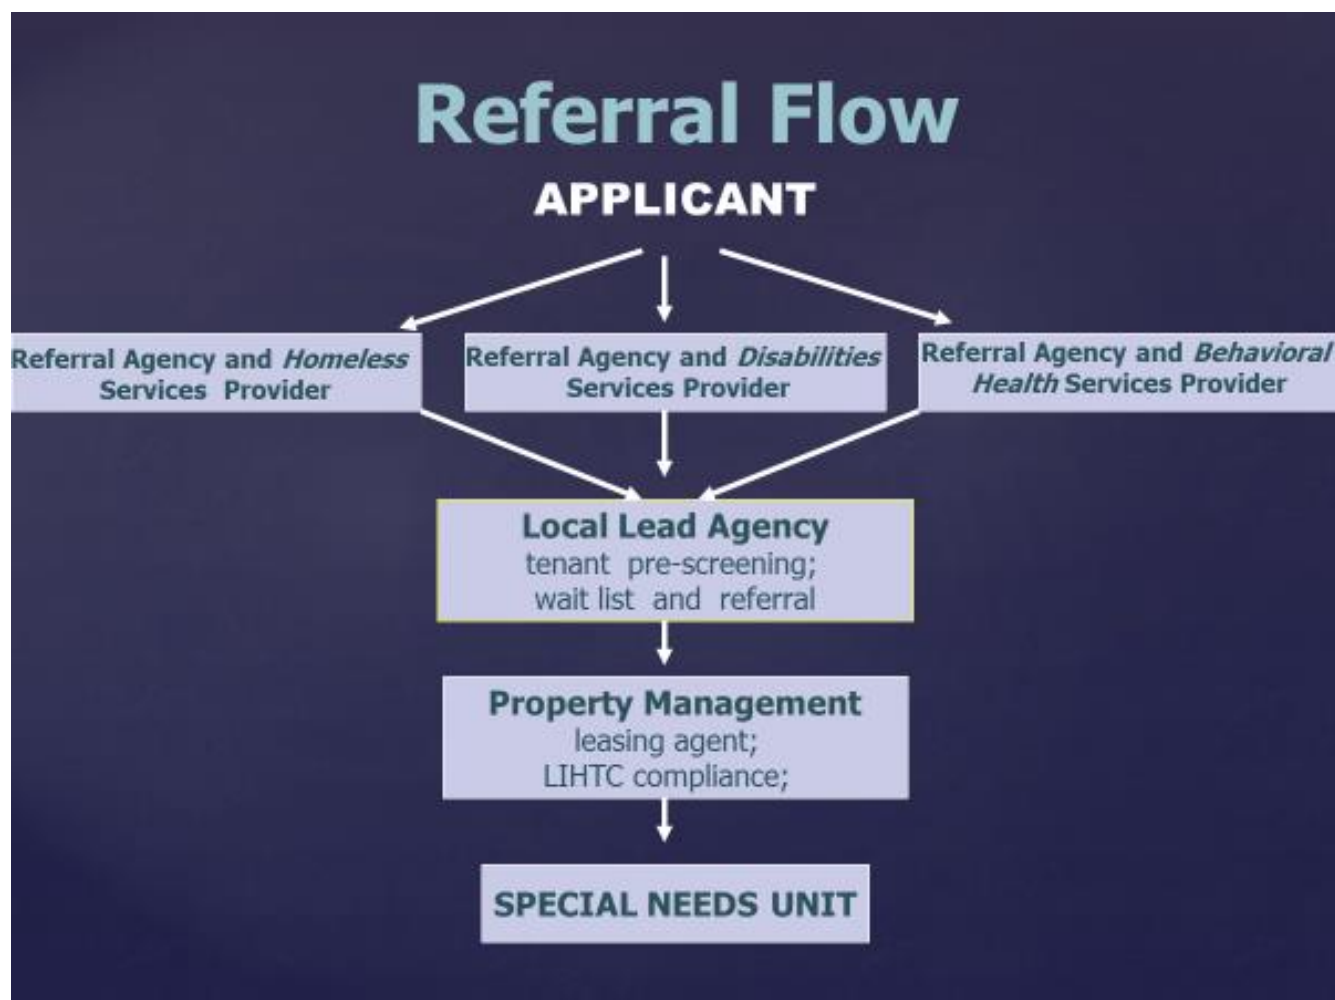 Referral Flow
APPLICANT
Referral Agency and Homeless
Services Provider
Referral Agency and Disabilities
Services Provider
Referral Agency and Behavioral
Health Services Provider
Local Lead Agency
tenant pre-screening;
wait list and referral
Property Management
leasing agent;
LIHTC compliance;
SPECIAL NEEDS UNIT